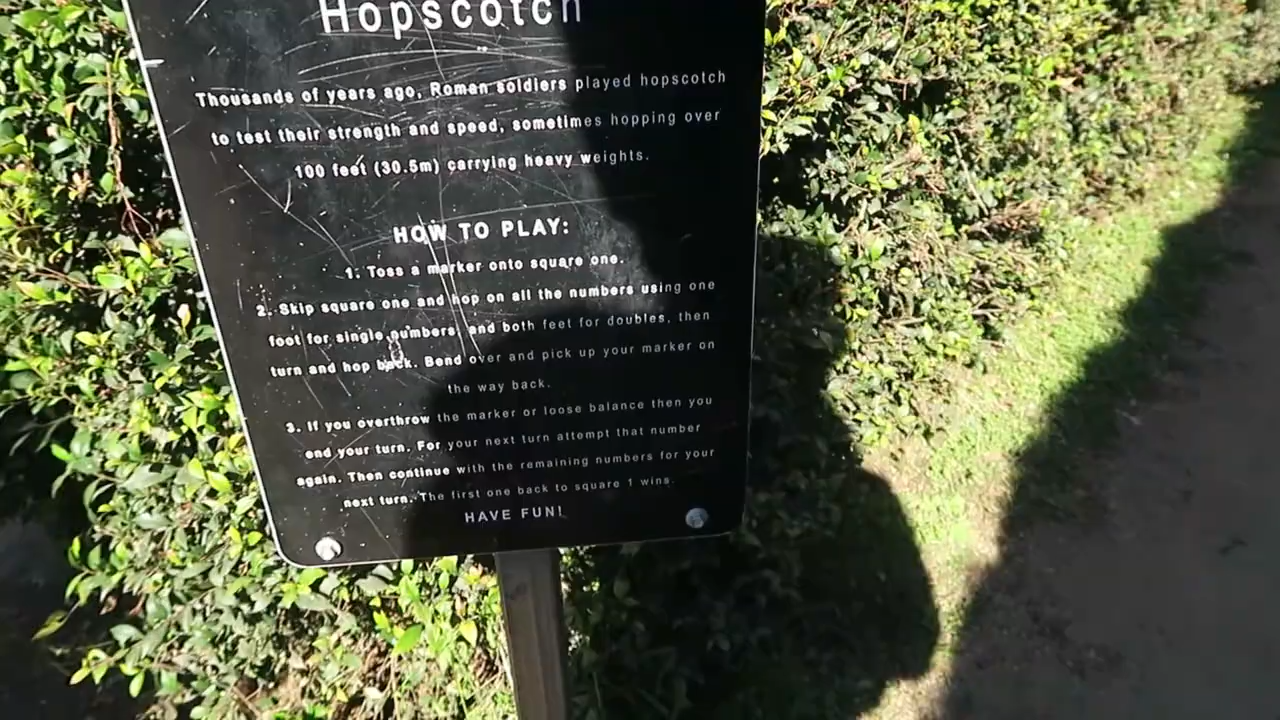 Hopscotch
Thousands of years ago, Roman soldiers played hopscotch
to test their strength and speed, sometimes hopping over
100 feet (30.5m) carrying heavy weights.
HOW TO PLAY:
1. Toss a marker onto square one.
2. Skip square one and hop on all the numbers using one
foot for single numbers, and both feet for doubles, then
turn and hop back. Bend over and pick up your marker on
the way back.
3. If you overthrow the marker or loose balance then you
end your turn. For your next turn attempt that number
again. Then continue with the remaining numbers for your
next turn. The first one back to square 1 wins.
HAVE FUN!